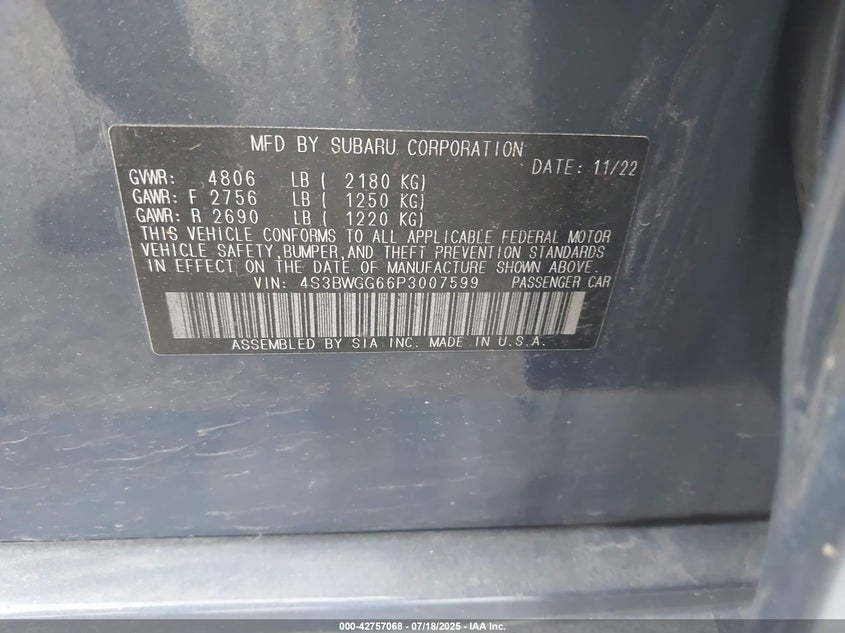 MFD BY SUBARU CORPORATION
DATE: 11/22
GVWR: 4806 LB ( 2180 KG)
GAWR: F 2756 LB ( 1250 KG)
GAWR: R 2690 LB ( 1220 KG)
THIS VEHICLE CONFORMS TO ALL APPLICABLE FEDERAL MOTOR
VEHICLE SAFETY,BUMPER,AND THEFT PREVENTION STANDARDS
IN EFFECT ON THE DATE OF MANUFACTURE SHOWN ABOVE.
VIN: 4S3BWGG66P3007599 PASSENGER CAR
ASSEMBLED BY SIA INC. MADE IN U.S.A.
000-42757068 - 07/18/2025 - IAA Inc.